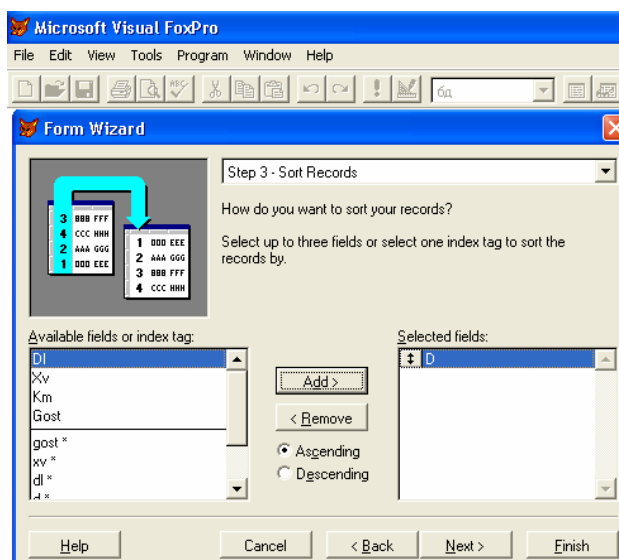 Microsoft Visual FoxPro
File Edit View Tools Program Window Help
бд
Form Wizard
Step 3 - Sort Records
How do you want to sort your records?
Select up to three fields or select one index tag to sort the
records by.
3 BBB FFF
4 CCC HHH
2 AAA GGG
1 DDD EEE
1 DDD EEE
2 AAA GGG
3 BBB FFF
4 CCC HHH
Available fields or index tag:
Selected fields:
Dl
Xv
Km
Gost
gost *
xv *
dl *
d *
D
Add >
< Remove
Ascending
Descending
Help Cancel < Back Next > Finish